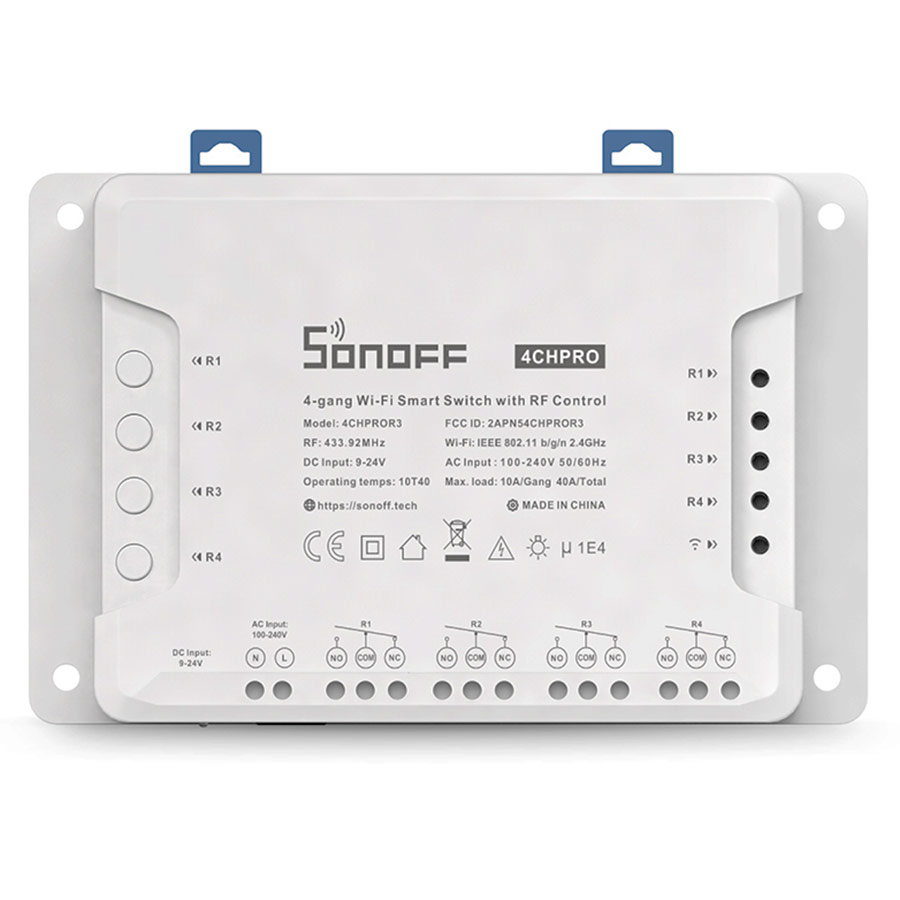 SONOFF 4CHPRO
4-gang Wi-Fi Smart Switch with RF Control
Model: 4CHPROR3 FCC ID: 2APN54CHPROR3
RF: 433.92MHz Wi-Fi: IEEE 802.11 b/g/n 2.4GHz
DC Input: 9-24V AC Input : 100-240V 50/60Hz
Operating temps: 10T40 Max. load: 10A/Gang 40A/Total
https://sonoff.tech MADE IN CHINA
CE µ 1E4
R1
R2
R3
R4
R1
R2
R3
R4
DC Input:
9-24V
AC Input:
100-240V
N L
R1
NO COM NC
R2
NO COM NC
R3
NO COM NC
R4
NO COM NC